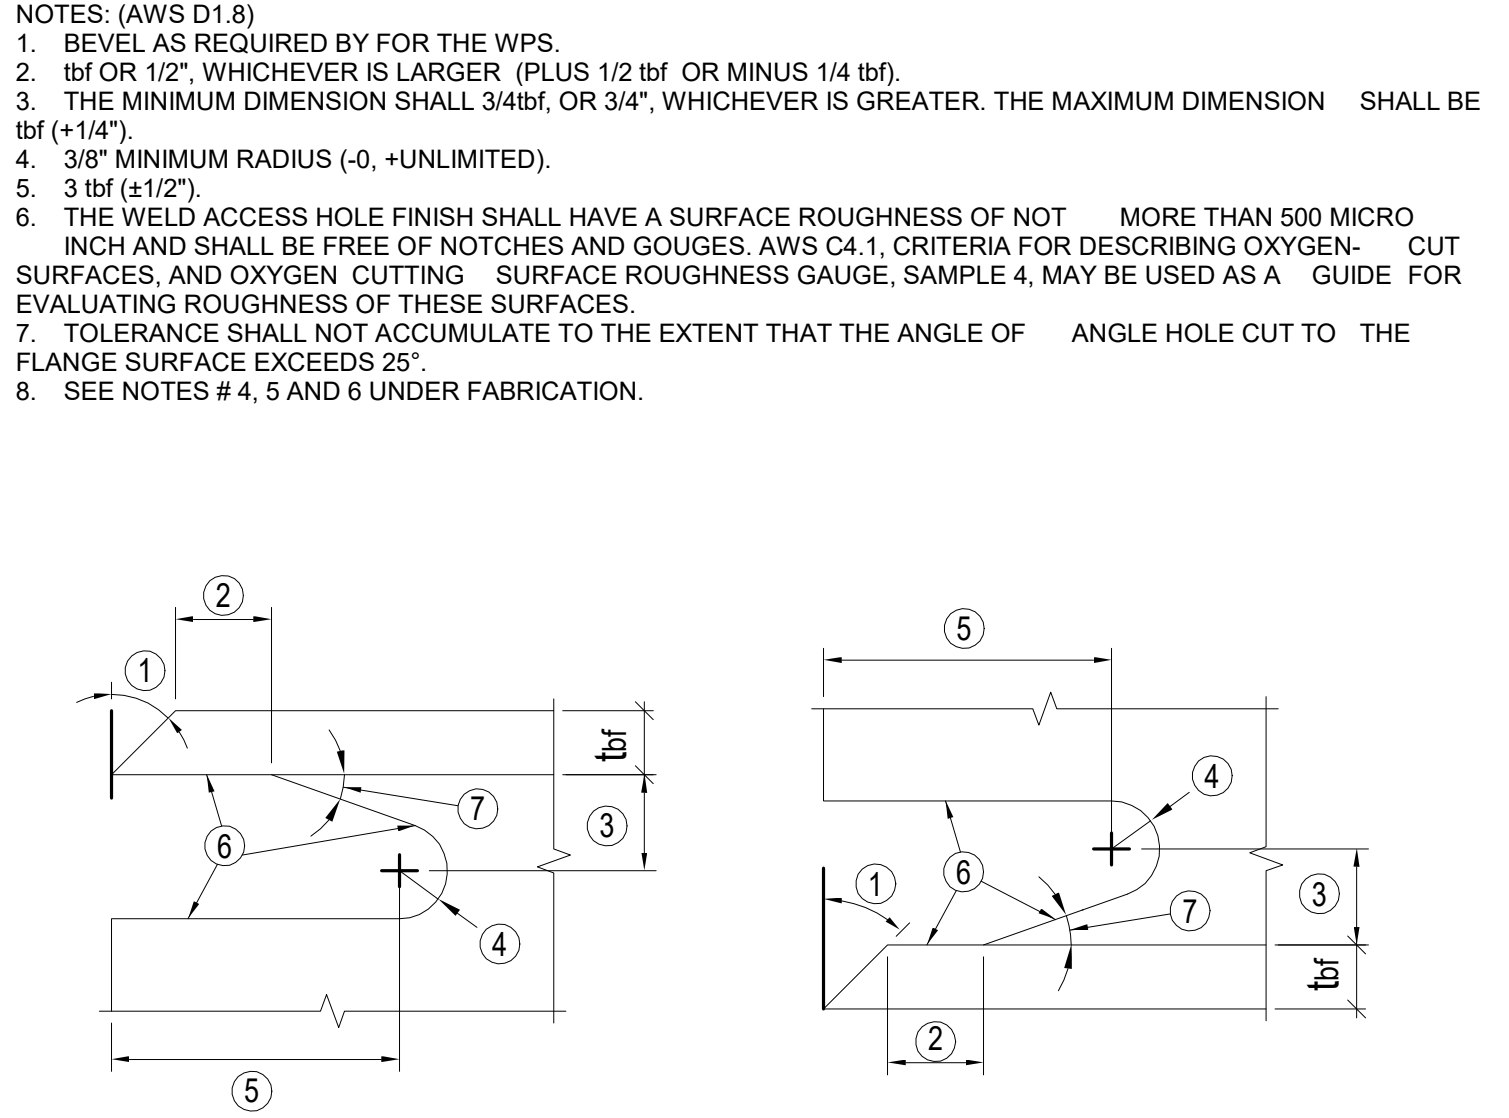 NOTES: (AWS D1.8)
1. BEVEL AS REQUIRED BY FOR THE WPS.
2. tbf OR 1/2", WHICHEVER IS LARGER (PLUS 1/2 tbf OR MINUS 1/4 tbf).
3. THE MINIMUM DIMENSION SHALL 3/4tbf, OR 3/4", WHICHEVER IS GREATER. THE MAXIMUM DIMENSION SHALL BE
tbf (+1/4").
4. 3/8" MINIMUM RADIUS (-0, +UNLIMITED).
5. 3 tbf (±1/2").
6. THE WELD ACCESS HOLE FINISH SHALL HAVE A SURFACE ROUGHNESS OF NOT MORE THAN 500 MICRO
INCH AND SHALL BE FREE OF NOTCHES AND GOUGES. AWS C4.1, CRITERIA FOR DESCRIBING OXYGEN- CUT
SURFACES, AND OXYGEN CUTTING SURFACE ROUGHNESS GAUGE, SAMPLE 4, MAY BE USED AS A GUIDE FOR
EVALUATING ROUGHNESS OF THESE SURFACES.
7. TOLERANCE SHALL NOT ACCUMULATE TO THE EXTENT THAT THE ANGLE OF ANGLE HOLE CUT TO THE
FLANGE SURFACE EXCEEDS 25°.
8. SEE NOTES # 4, 5 AND 6 UNDER FABRICATION.
2
1
tbf
7
3
6
4
5
5
4
6
1
3
7
tbf
2